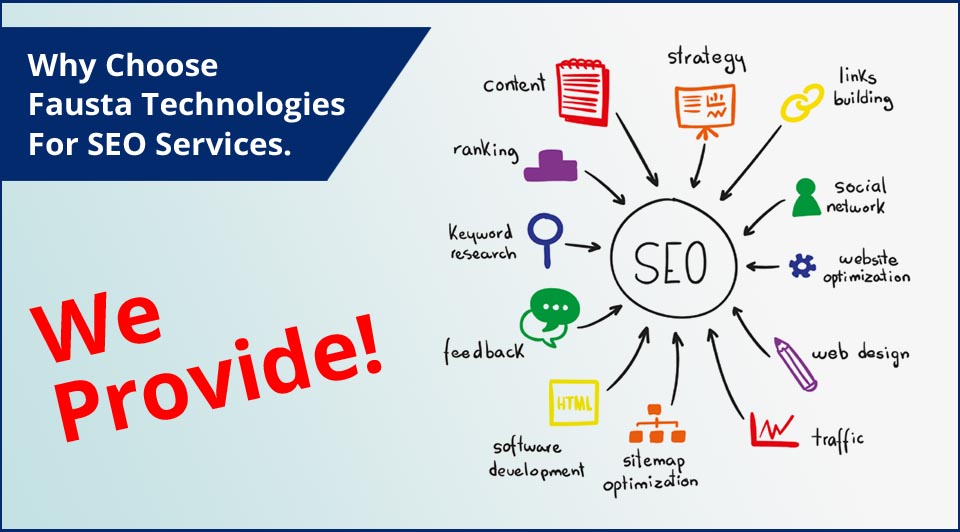 Why Choose
Fausta Technologies
For SEO Services.
We
Provide!
content
strategy
links
building
ranking
social
network
Keyword
research
SEO
website
optimization
feedback
web design
HTML
software
development
sitemap
optimization
traffic